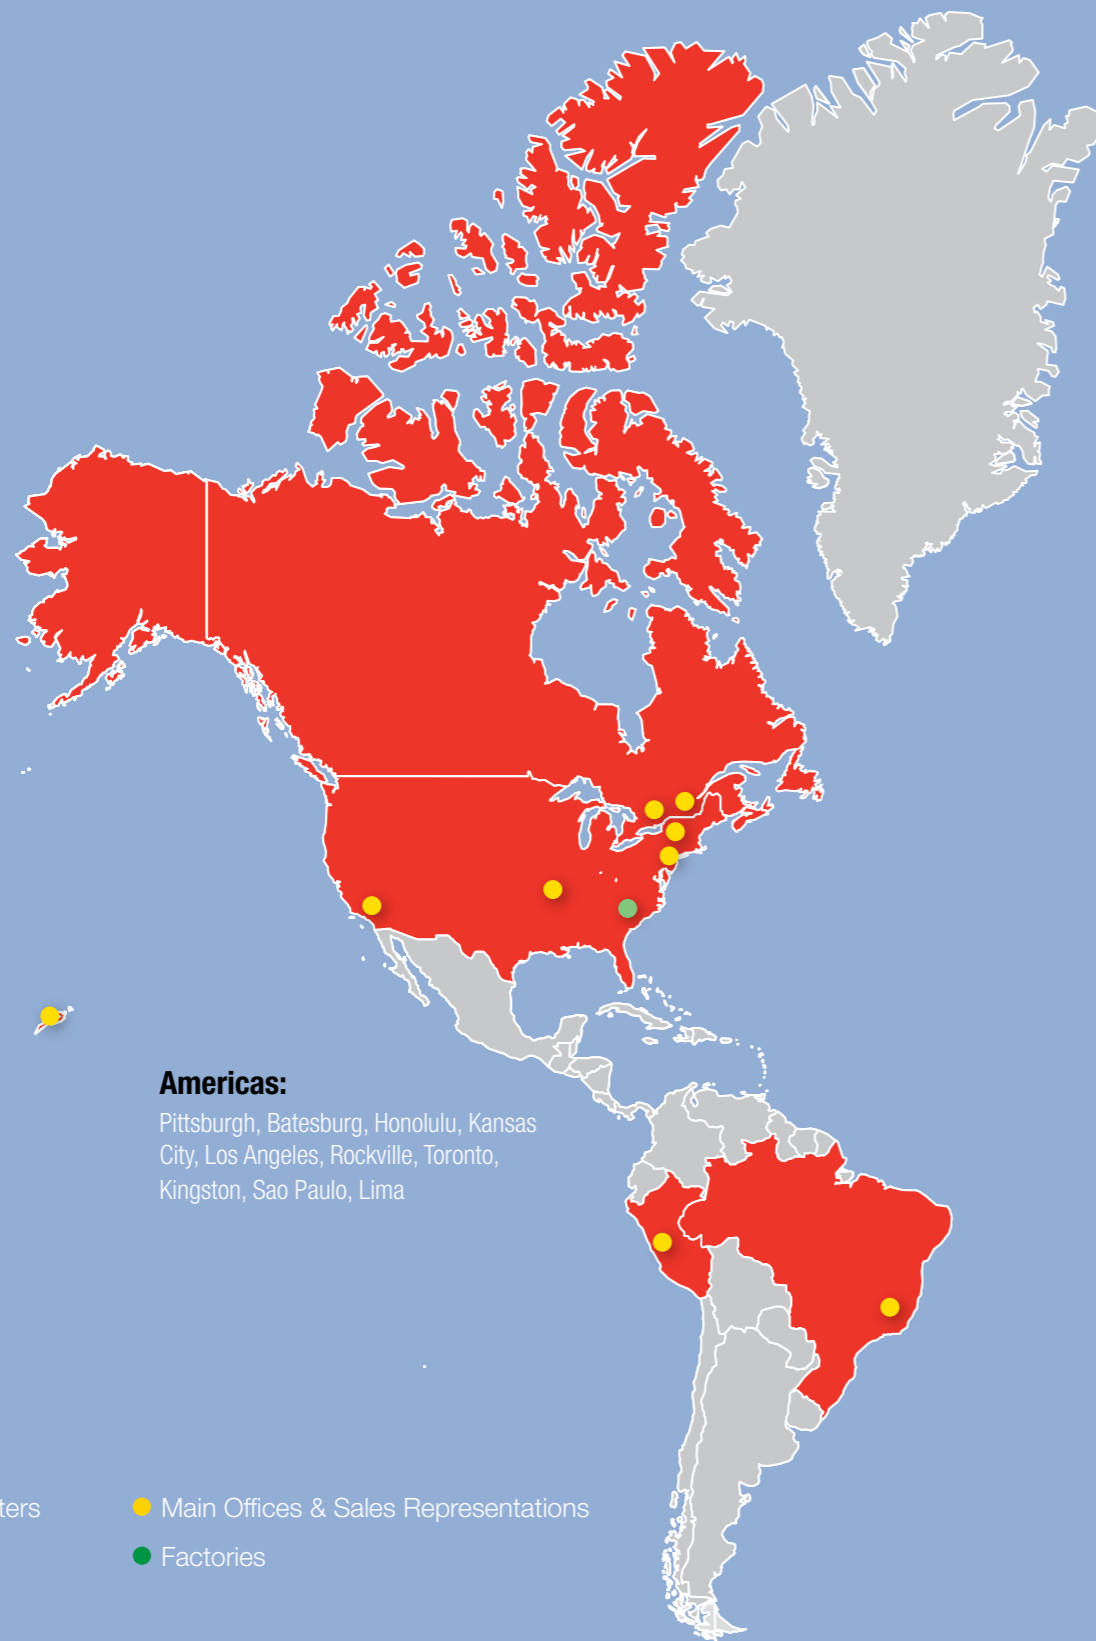 Americas:
Pittsburgh, Batesburg, Honolulu, Kansas
City, Los Angeles, Rockville, Toronto,
Kingston, Sao Paulo, Lima
ters
Main Offices & Sales Representations
Factories